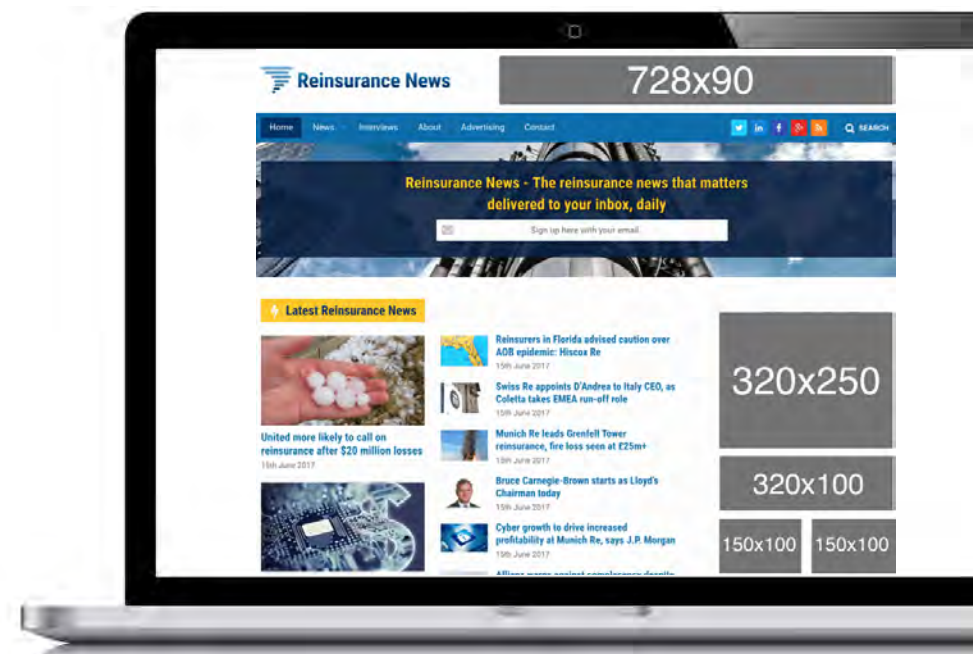 Reinsurance News
728x90
Home News Interviews About Advertising Contact
SEARCH
Reinsurance News - The reinsurance news that matters
delivered to your inbox, daily
Sign up here with your email
Latest Reinsurance News
United more likely to call on
reinsurance after $20 million losses
15th June 2017
Reinsurers in Florida advised caution over
AOB epidemic: Hiscox Re
15th June 2017
Swiss Re appoints D'Andrea to Italy CEO, as
Coletta takes EMEA run-off role
15th June 2017
Munich Re leads Grenfell Tower
reinsurance, fire loss seen at £25m+
15th June 2017
Bruce Carnegie-Brown starts as Lloyd's
Chairman today
15th June 2017
Cyber growth to drive increased
profitability at Munich Re, says J.P. Morgan
15th June 2017
320x250
320x100
150x100 150x100